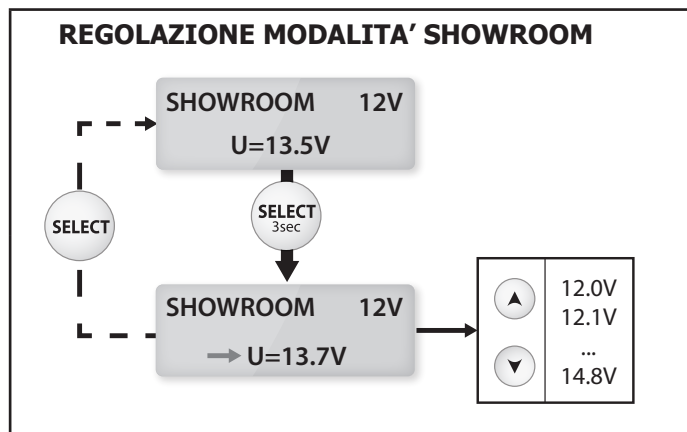 REGOLAZIONE MODALITA’ SHOWROOM
SHOWROOM 12V
U=13.5V
SELECT
SELECT
3sec
SHOWROOM 12V
U=13.7V
12.0V
12.1V
...
14.8V